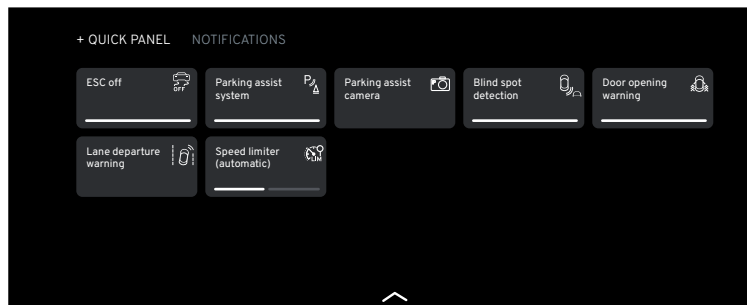 + QUICK PANEL NOTIFICATIONS
ESC off
OFF
Parking assist
system
P
Parking assist
camera
Blind spot
detection
Door opening
warning
Lane departure
warning
Speed limiter
(automatic)
LIM